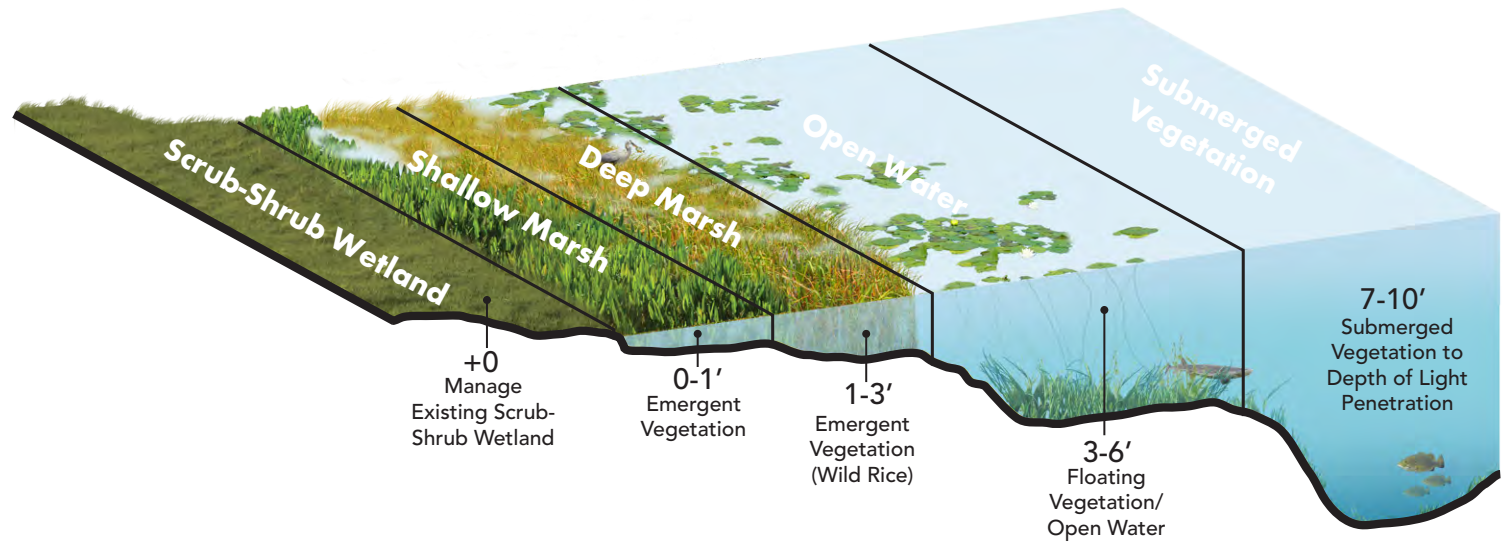 Scrub-Shrub Wetland
Shallow Marsh
Deep Marsh
Open Water
Submerged
Vegetation
+0
Manage
Existing Scrub-
Shrub Wetland
0-1′
Emergent
Vegetation
1-3′
Emergent
Vegetation
(Wild Rice)
3-6′
Floating
Vegetation/
Open Water
7-10′
Submerged
Vegetation to
Depth of Light
Penetration